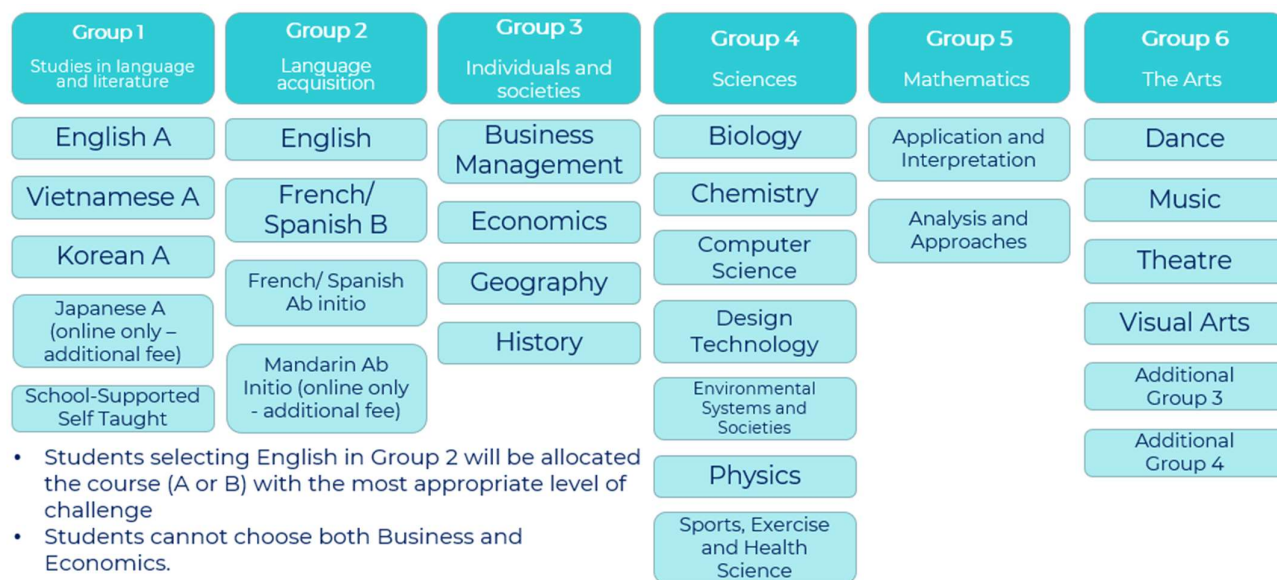 Group 1
Studies in language
and literature
English A
Vietnamese A
Korean A
Japanese A
(online only –
additional fee)
School-Supported
Self Taught
Group 2
Language
acquisition
English
French/
Spanish B
French/ Spanish
Ab initio
Mandarin Ab
Initio (online only
- additional fee)
Group 3
Individuals and
societies
Business
Management
Economics
Geography
History
Group 4
Sciences
Biology
Chemistry
Computer
Science
Design
Technology
Environmental
Systems and
Societies
Physics
Sports, Exercise
and Health
Science
Group 5
Mathematics
Application and
Interpretation
Analysis and
Approaches
Group 6
The Arts
Dance
Music
Theatre
Visual Arts
Additional
Group 3
Additional
Group 4
• Students selecting English in Group 2 will be allocated
the course (A or B) with the most appropriate level of
challenge
• Students cannot choose both Business and
Economics.